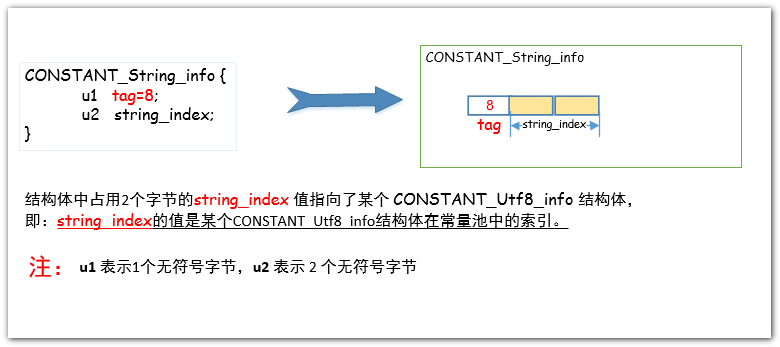 CONSTANT_String_info {
u1 tag=8;
u2 string_index;
}
CONSTANT_String_info
8
tag
string_index
结构体中占用2个字节的string_index 值指向了某个 CONSTANT_Utf8_info 结构体，
即：string_index的值是某个CONSTANT_Utf8_info结构体在常量池中的索引。
注： u1 表示1个无符号字节，u2 表示 2 个无符号字节